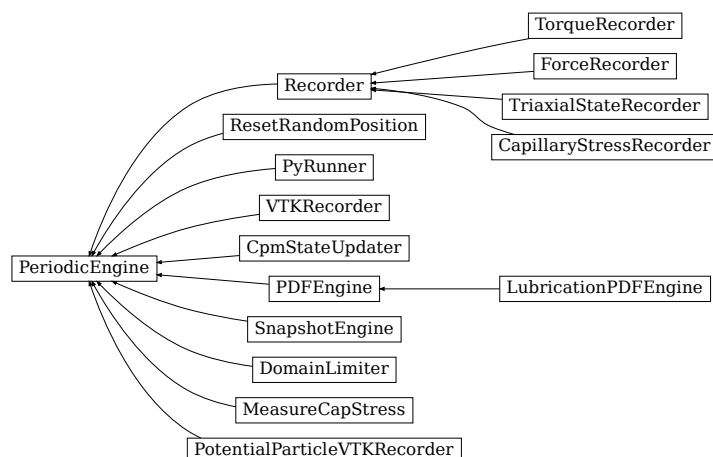 TorqueRecorder
ForceRecorder
Recorder
TriaxialStateRecorder
ResetRandomPosition
CapillaryStressRecorder
PyRunner
VTKRecorder
CpmStateUpdater
PeriodicEngine
PDFEngine
LubricationPDFEngine
SnapshotEngine
DomainLimiter
MeasureCapStress
PotentialParticleVTKRecorder